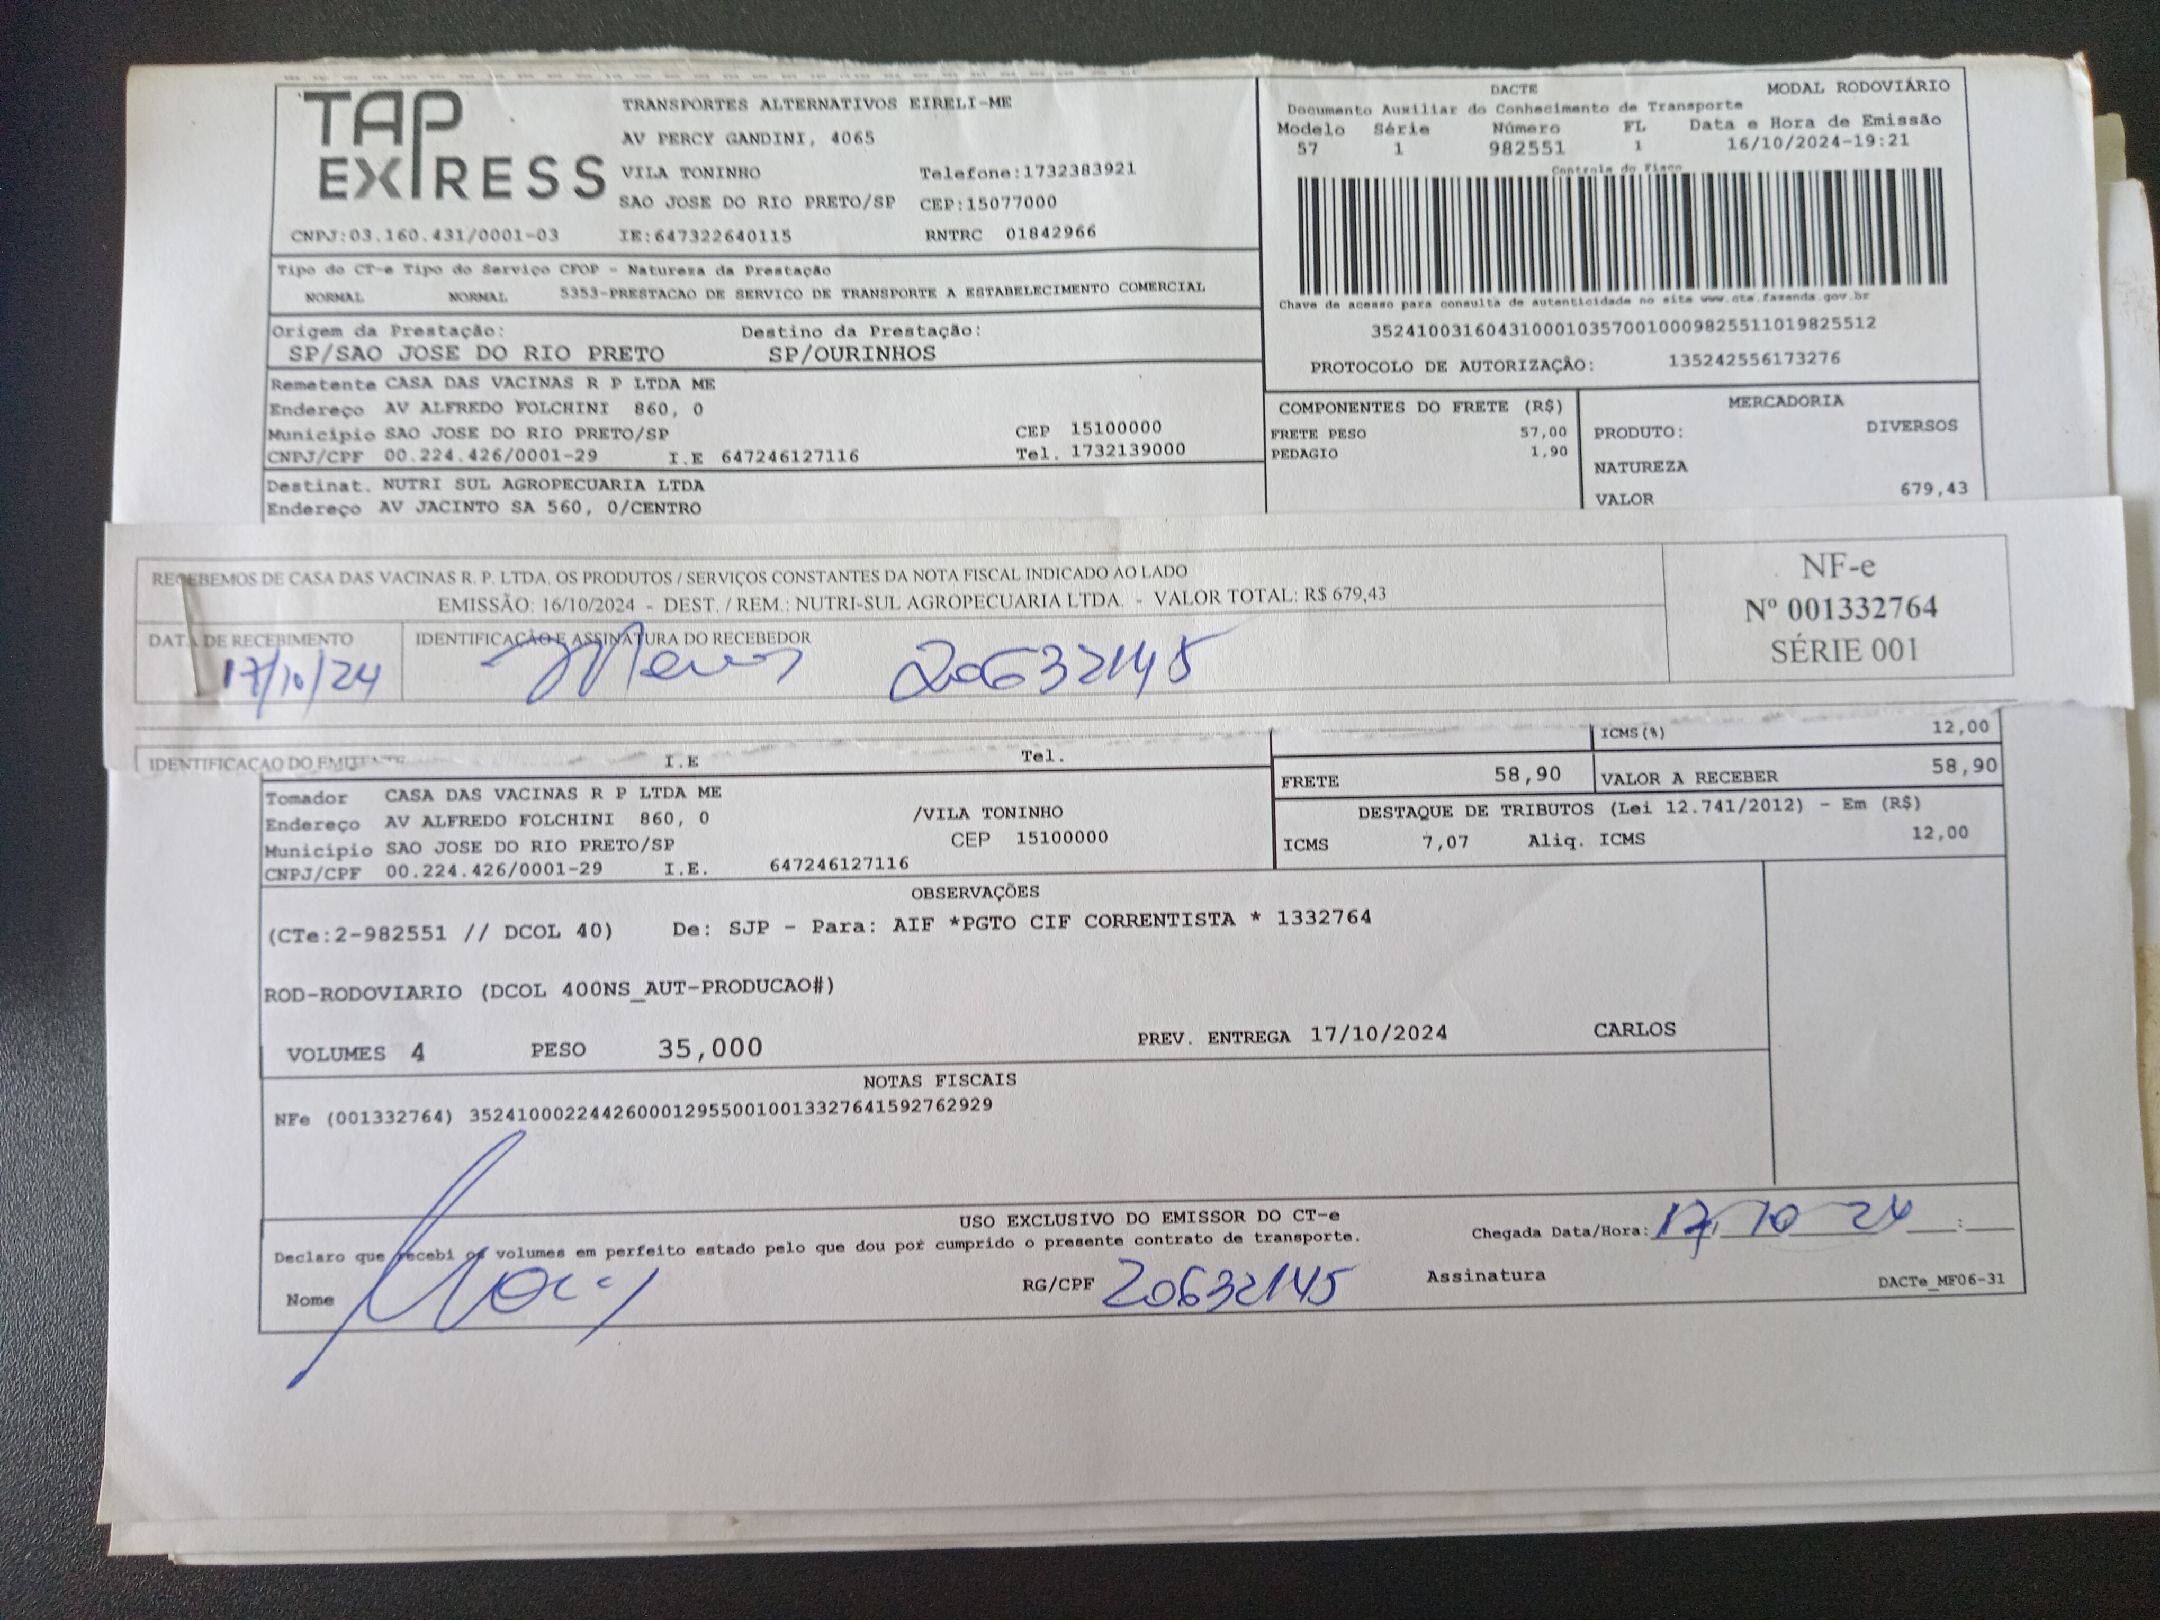 TAP EXPRESS
TRANSPORTES ALTERNATIVOS EIRELI-ME
AV PERCY GANDINI, 4065
VILA TONINHO Telefone:1732383921
SAO JOSE DO RIO PRETO/SP CEP:15077000
CNPJ:03.160.431/0001-03 IE:647322640115 RNTRC 01842966
DACTE MODAL RODOVIÁRIO
Documento Auxiliar do Conhecimento de Transporte
Modelo Série Número FL Data e Hora de Emissão
57 1 982551 1 16/10/2024-19:21
Controle do Fisco
Chave de acesso para consulta de autenticidade no site www.cte.fazenda.gov.br
35241003160431000103570010009825511019825512
PROTOCOLO DE AUTORIZAÇÃO: 135242556173276
Tipo do CT-e Tipo do Serviço CFOP - Natureza da Prestação
NORMAL NORMAL 5353-PRESTACAO DE SERVICO DE TRANSPORTE A ESTABELECIMENTO COMERCIAL
Origem da Prestação: Destino da Prestação:
SP/SAO JOSE DO RIO PRETO SP/OURINHOS
Remetente CASA DAS VACINAS R P LTDA ME
Endereço AV ALFREDO FOLCHINI 860, 0
Município SAO JOSE DO RIO PRETO/SP CEP 15100000
CNPJ/CPF 00.224.426/0001-29 I.E 647246127116 Tel. 1732139000
Destinat. NUTRI SUL AGROPECUARIA LTDA
Endereço AV JACINTO SA 560, 0/CENTRO
COMPONENTES DO FRETE (R$)
FRETE PESO 57,00
PEDAGIO 1,90
MERCADORIA
PRODUTO: DIVERSOS
NATUREZA
VALOR 679,43
RECEBEMOS DE CASA DAS VACINAS R. P. LTDA, OS PRODUTOS / SERVIÇOS CONSTANTES DA NOTA FISCAL INDICADO AO LADO
EMISSÃO: 16/10/2024 - DEST. / REM.: NUTRI-SUL AGROPECUARIA LTDA. - VALOR TOTAL: R$ 679,43
NF-e
Nº 001332764
SÉRIE 001
DATA DE RECEBIMENTO IDENTIFICAÇÃO E ASSINATURA DO RECEBEDOR
17/10/24 20632145
IDENTIFICAÇAO DO EMITENTE I.E Tel.
ICMS(%) 12,00
FRETE 58,90 VALOR A RECEBER 58,90
Tomador CASA DAS VACINAS R P LTDA ME
Endereço AV ALFREDO FOLCHINI 860, 0 /VILA TONINHO
Município SAO JOSE DO RIO PRETO/SP CEP 15100000
CNPJ/CPF 00.224.426/0001-29 I.E. 647246127116
DESTAQUE DE TRIBUTOS (Lei 12.741/2012) - Em (R$)
ICMS 7,07 Aliq. ICMS 12,00
OBSERVAÇÕES
(CTe:2-982551 // DCOL 40) De: SJP - Para: AIF *PGTO CIF CORRENTISTA * 1332764
ROD-RODOVIARIO (DCOL 400NS_AUT-PRODUCAO#)
VOLUMES 4 PESO 35,000 PREV. ENTREGA 17/10/2024 CARLOS
NOTAS FISCAIS
NFe (001332764) 35241000224426000129550010013327641592762929
USO EXCLUSIVO DO EMISSOR DO CT-e
Declaro que recebi os volumes em perfeito estado pelo que dou por cumprido o presente contrato de transporte.
Chegada Data/Hora: 17 10 24 :
Nome RG/CPF 20632145 Assinatura
DACTe_MF06-31